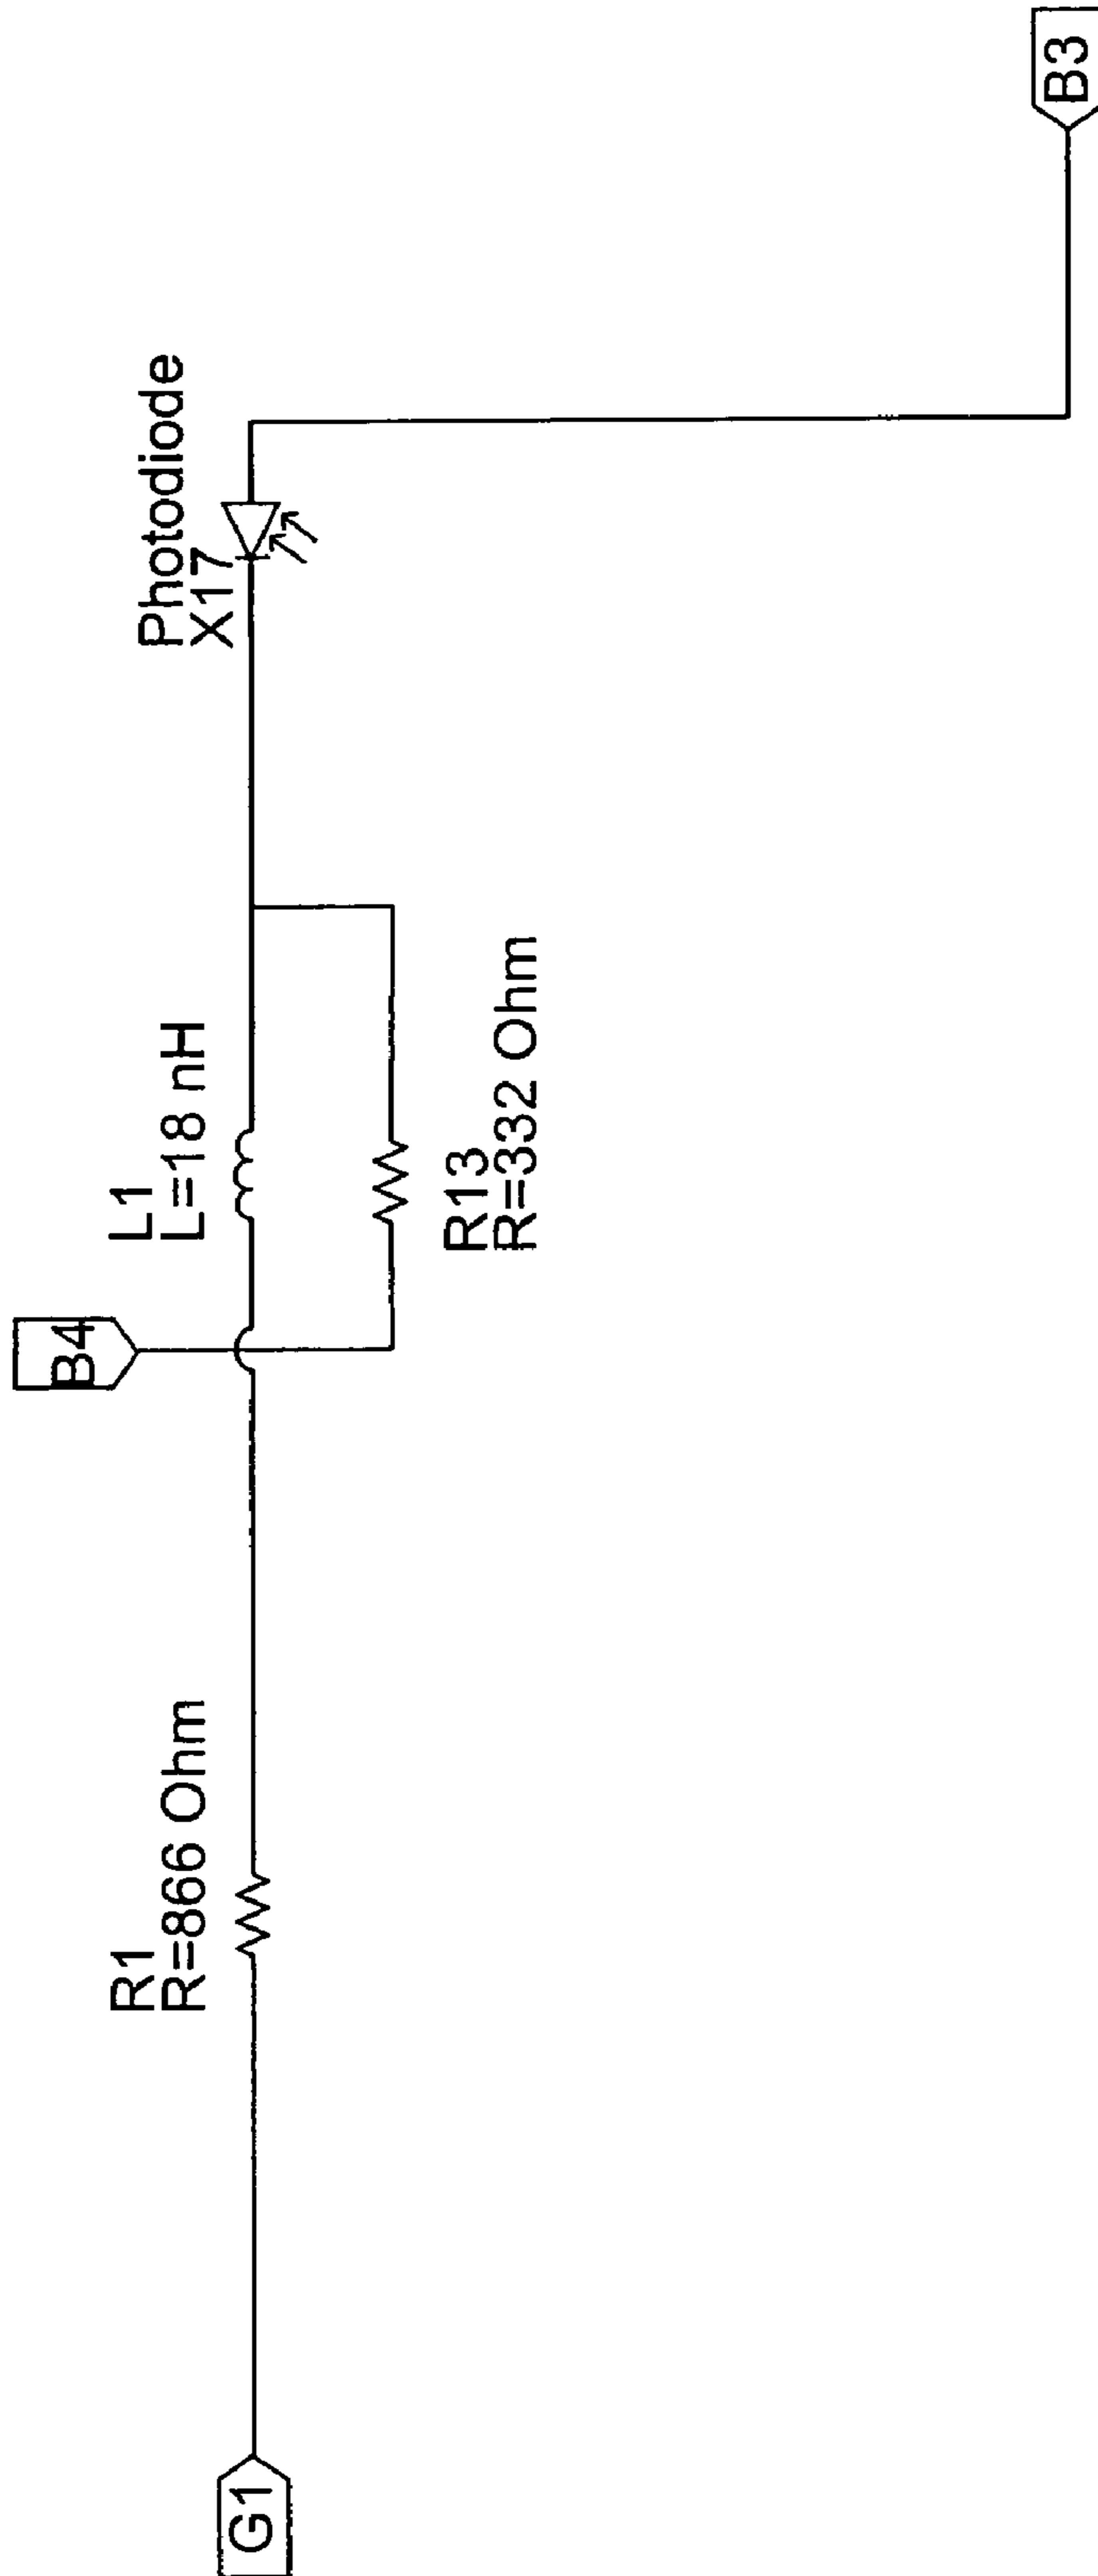 G1
R1
R=866 Ohm
B4
L1
L=18 nH
R13
R=332 Ohm
Photodiode
X17
B3